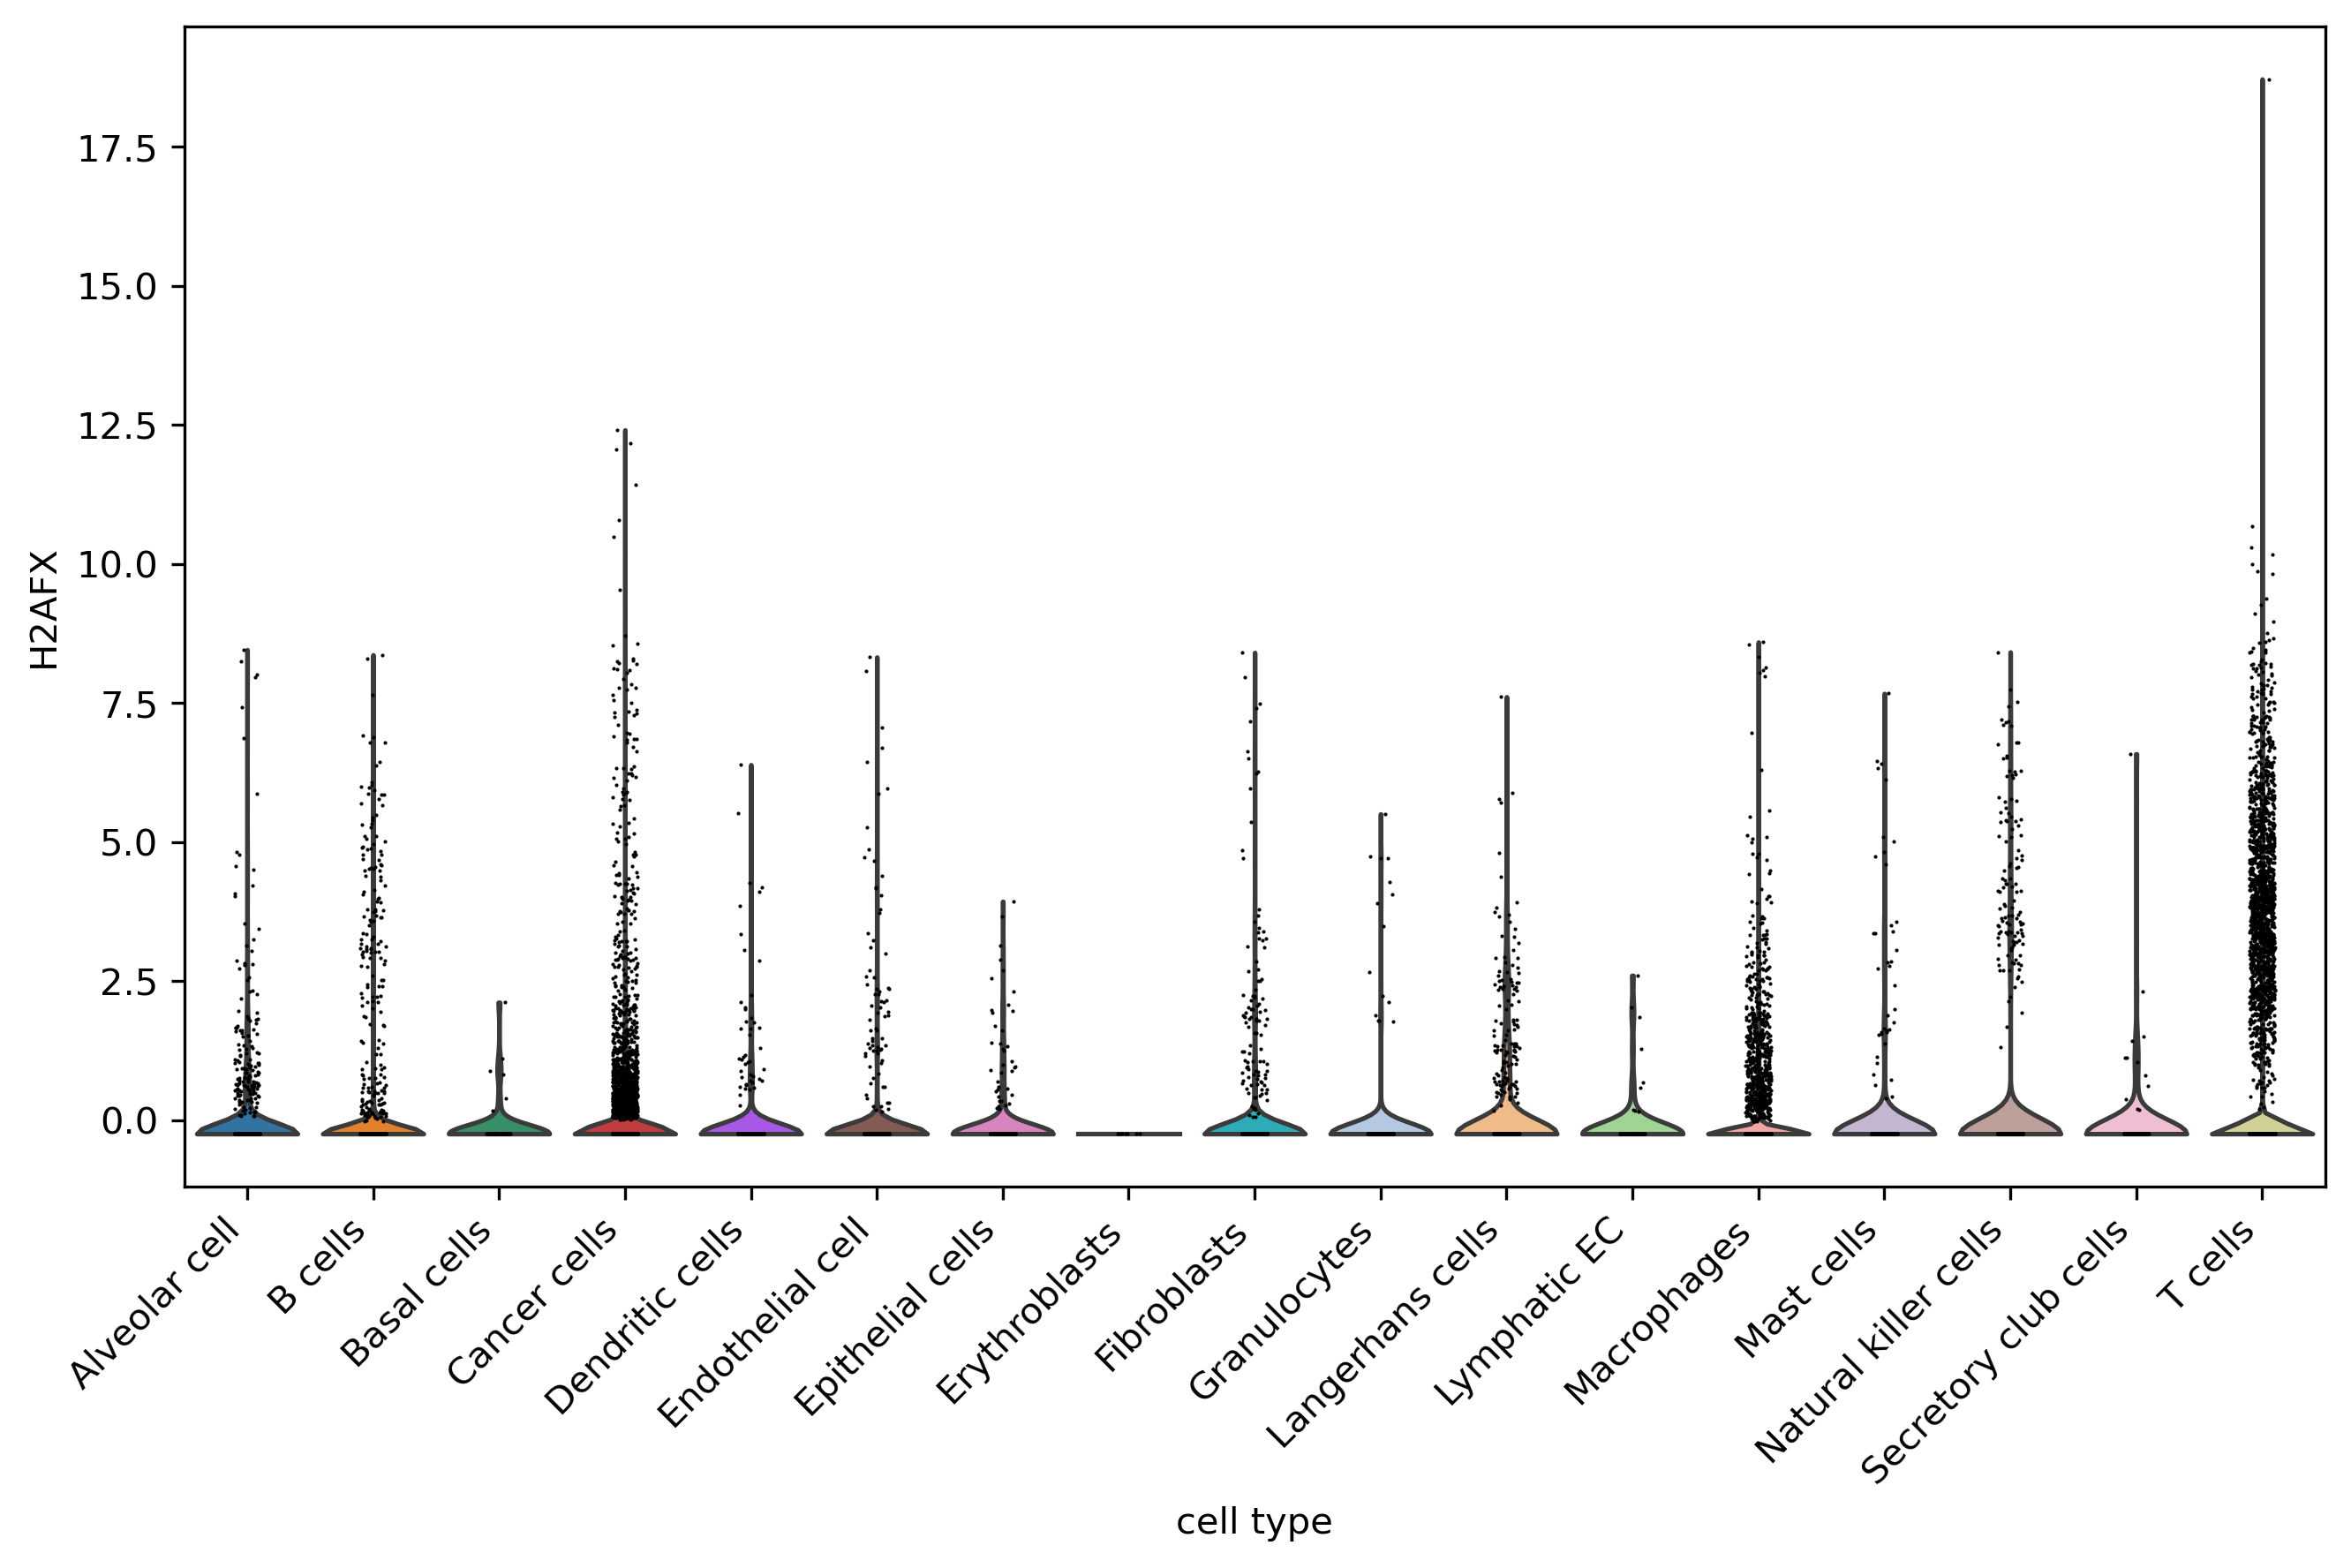 17.5
15.0
12.5
10.0
7.5
5.0
2.5
0.0
H2AFX
Alveolar cell
B cells
Basal cells
Cancer cells
Dendritic cells
Endothelial cell
Epithelial cells
Erythroblasts
Fibroblasts
Granulocytes
Langerhans cells
Lymphatic EC
Macrophages
Mast cells
Natural killer cells
Secretory club cells
T cells
cell type